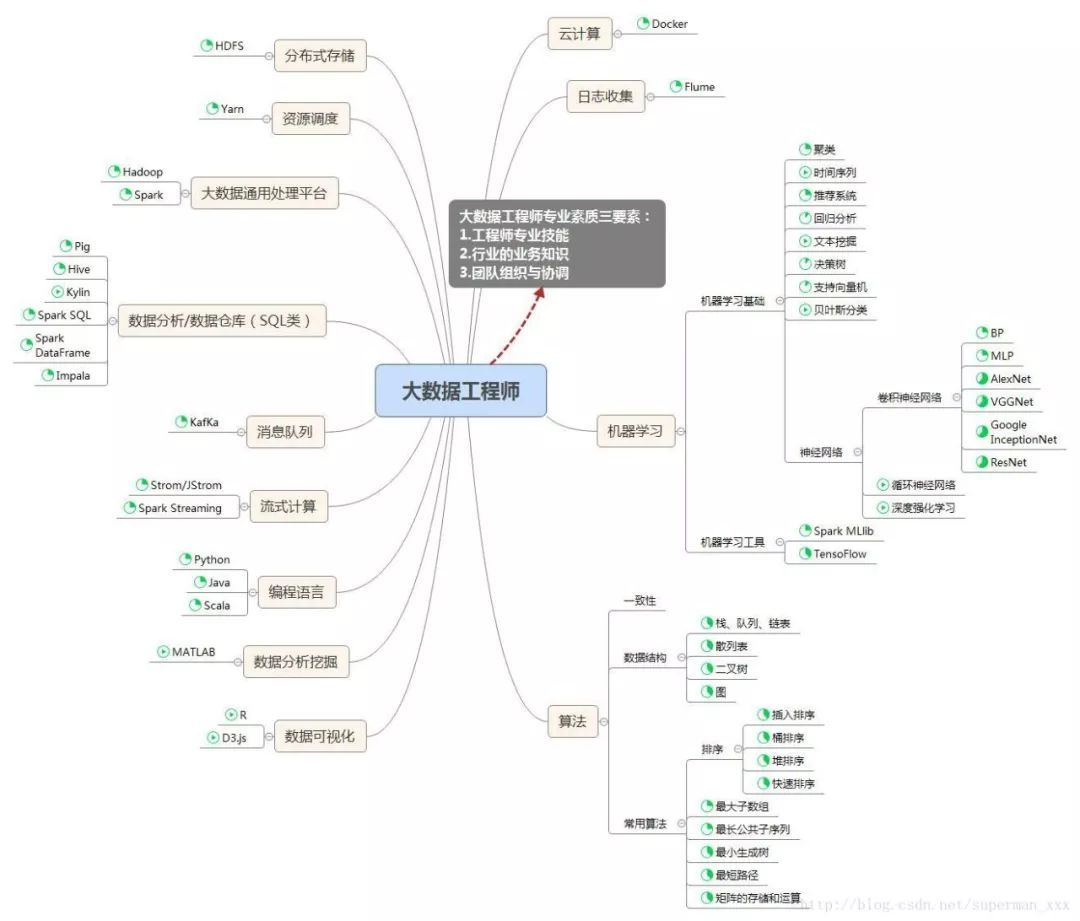 大数据工程师
大数据工程师专业素质三要素：
1.工程师专业技能
2.行业的业务知识
3.团队组织与协调
分布式存储
HDFS
资源调度
Yarn
大数据通用处理平台
Hadoop
Spark
数据分析/数据仓库（SQL类）
Pig
Hive
Kylin
Spark SQL
Spark
DataFrame
Impala
消息队列
KafKa
流式计算
Strom/JStrom
Spark Streaming
编程语言
Python
Java
Scala
数据分析挖掘
MATLAB
数据可视化
R
D3.js
云计算
Docker
日志收集
Flume
机器学习
机器学习基础
聚类
时间序列
推荐系统
回归分析
文本挖掘
决策树
支持向量机
贝叶斯分类
神经网络
卷积神经网络
BP
MLP
AlexNet
VGGNet
Google
InceptionNet
ResNet
循环神经网络
深度强化学习
机器学习工具
Spark MLlib
TensoFlow
算法
一致性
数据结构
栈、队列、链表
散列表
二叉树
图
常用算法
排序
插入排序
桶排序
堆排序
快速排序
最大子数组
最长公共子序列
最小生成树
最短路径
矩阵的存储和运算
http://blog.csdn.net/superman_xxx